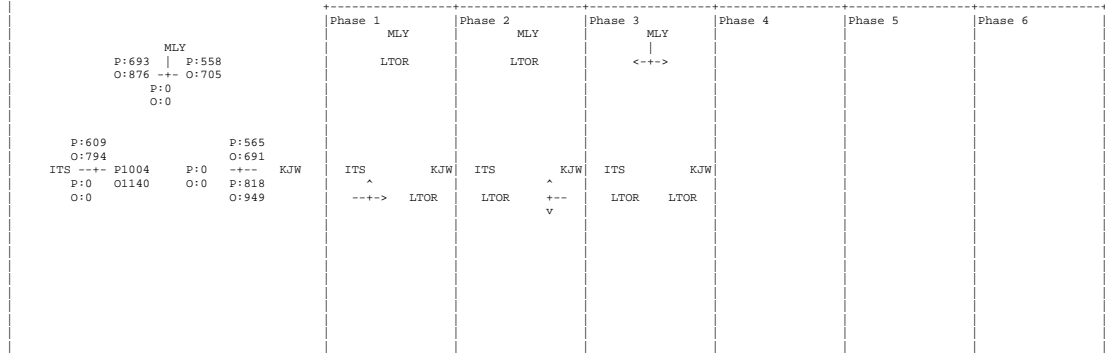 Phase 1 Phase 2 Phase 3 Phase 4 Phase 5 Phase 6
MLY MLY MLY
MLY |
P:693 | P:558 LTOR LTOR <-+->
O:876 -+- O:705
P:0
O:0
P:609 P:565
O:794 O:691
ITS --+- P1004 P:0 -+-- KJW ITS KJW ITS KJW ITS KJW
P:0 O1140 O:0 P:818 ^ ^
O:0 O:949 --+-> LTOR LTOR +-- LTOR LTOR
v